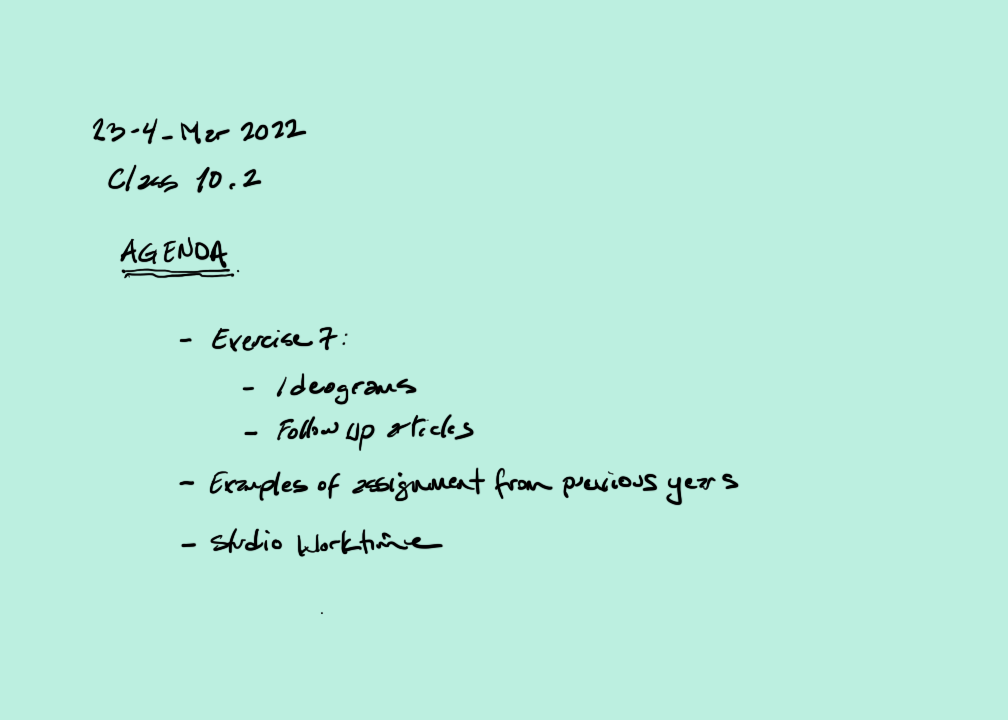 23-4-Mar 2022
Class 10.2
AGENDA
- Exercise 7:
- Ideograms
- Follow up articles
- Examples of assignment from previous years
- Studio Worktime